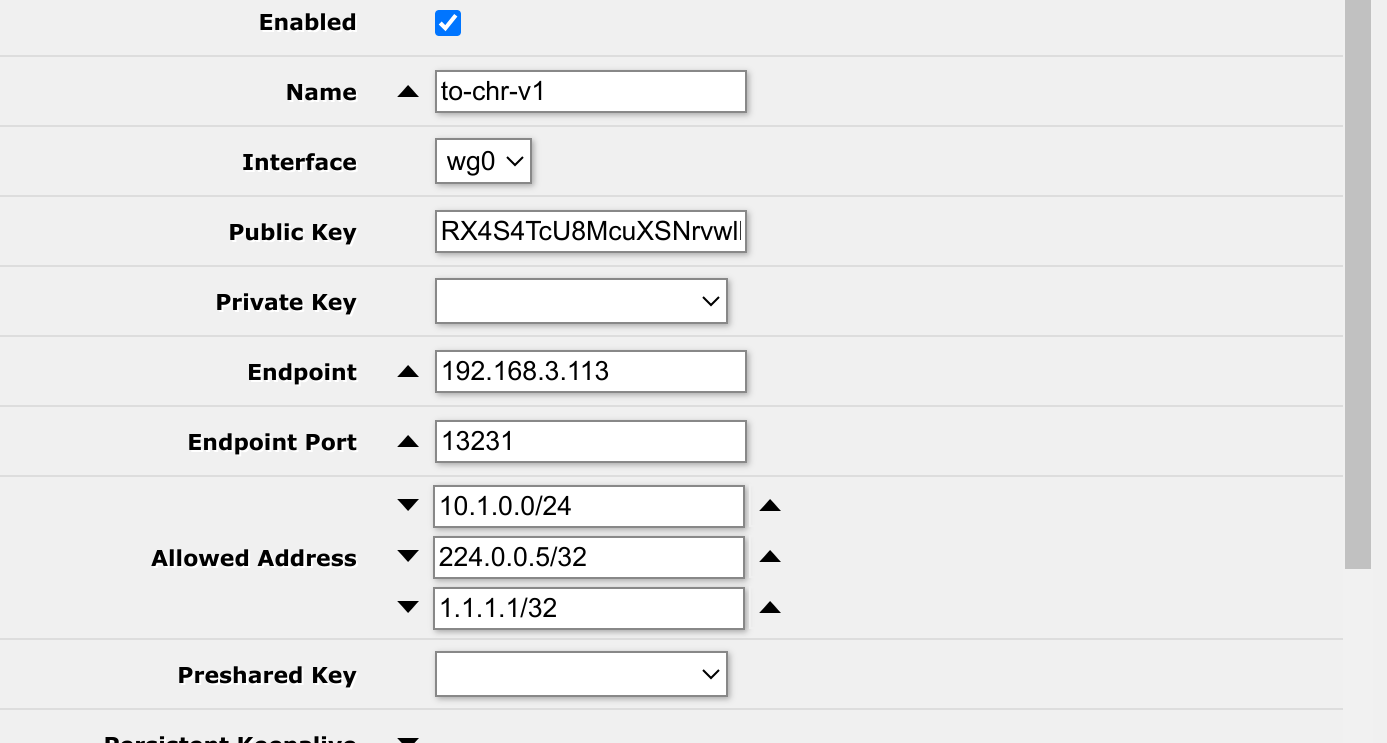 Enabled
Name
to-chr-v1
Interface
wg0
Public Key
RX4S4TcU8McuXSNrvwl
Private Key
Endpoint
192.168.3.113
Endpoint Port
13231
10.1.0.0/24
Allowed Address
224.0.0.5/32
1.1.1.1/32
Preshared Key
Persistent Keepalive